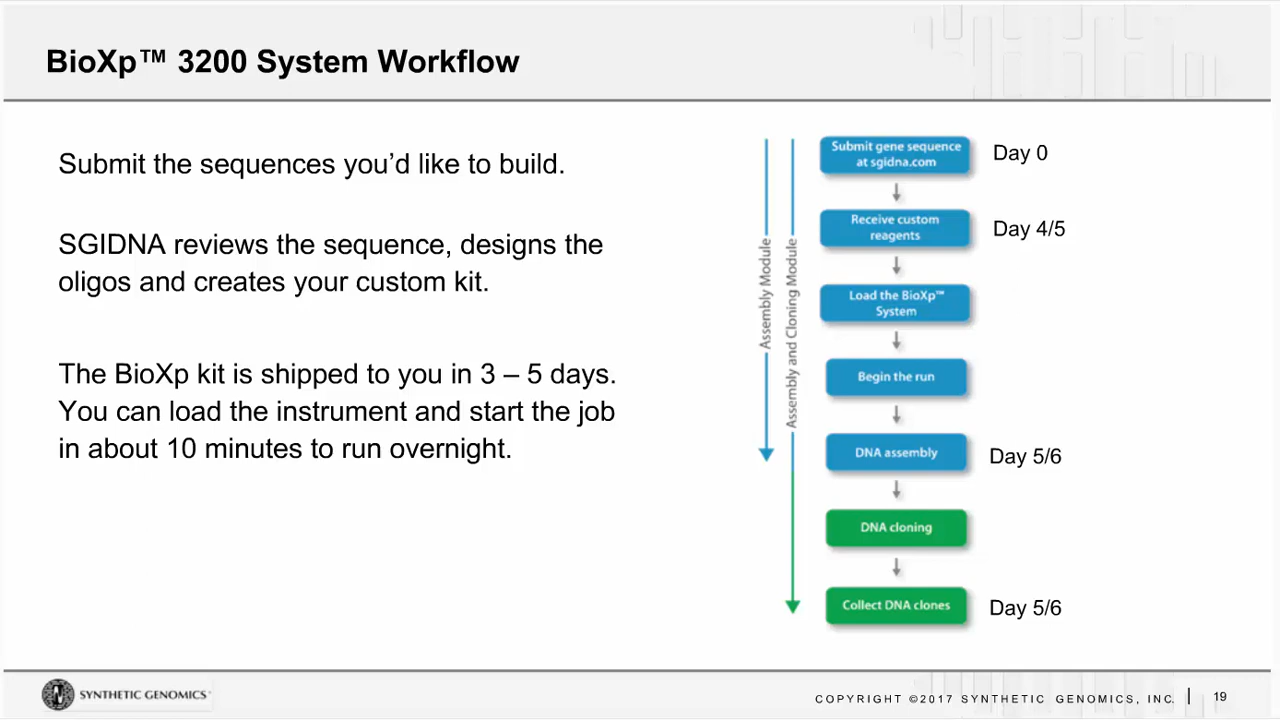 BioXp™ 3200 System Workflow
Submit the sequences you’d like to build.
SGIDNA reviews the sequence, designs the
oligos and creates your custom kit.
The BioXp kit is shipped to you in 3 – 5 days.
You can load the instrument and start the job
in about 10 minutes to run overnight.
Assembly Module
Assembly and Cloning Module
Submit gene sequence
at sgidna.com
Day 0
Receive custom
reagents
Day 4/5
Load the BioXp™
System
Begin the run
DNA assembly
Day 5/6
DNA cloning
Collect DNA clones
Day 5/6
SYNTHETIC GENOMICS
COPYRIGHT ©2017 SYNTHETIC GENOMICS, INC. | 19